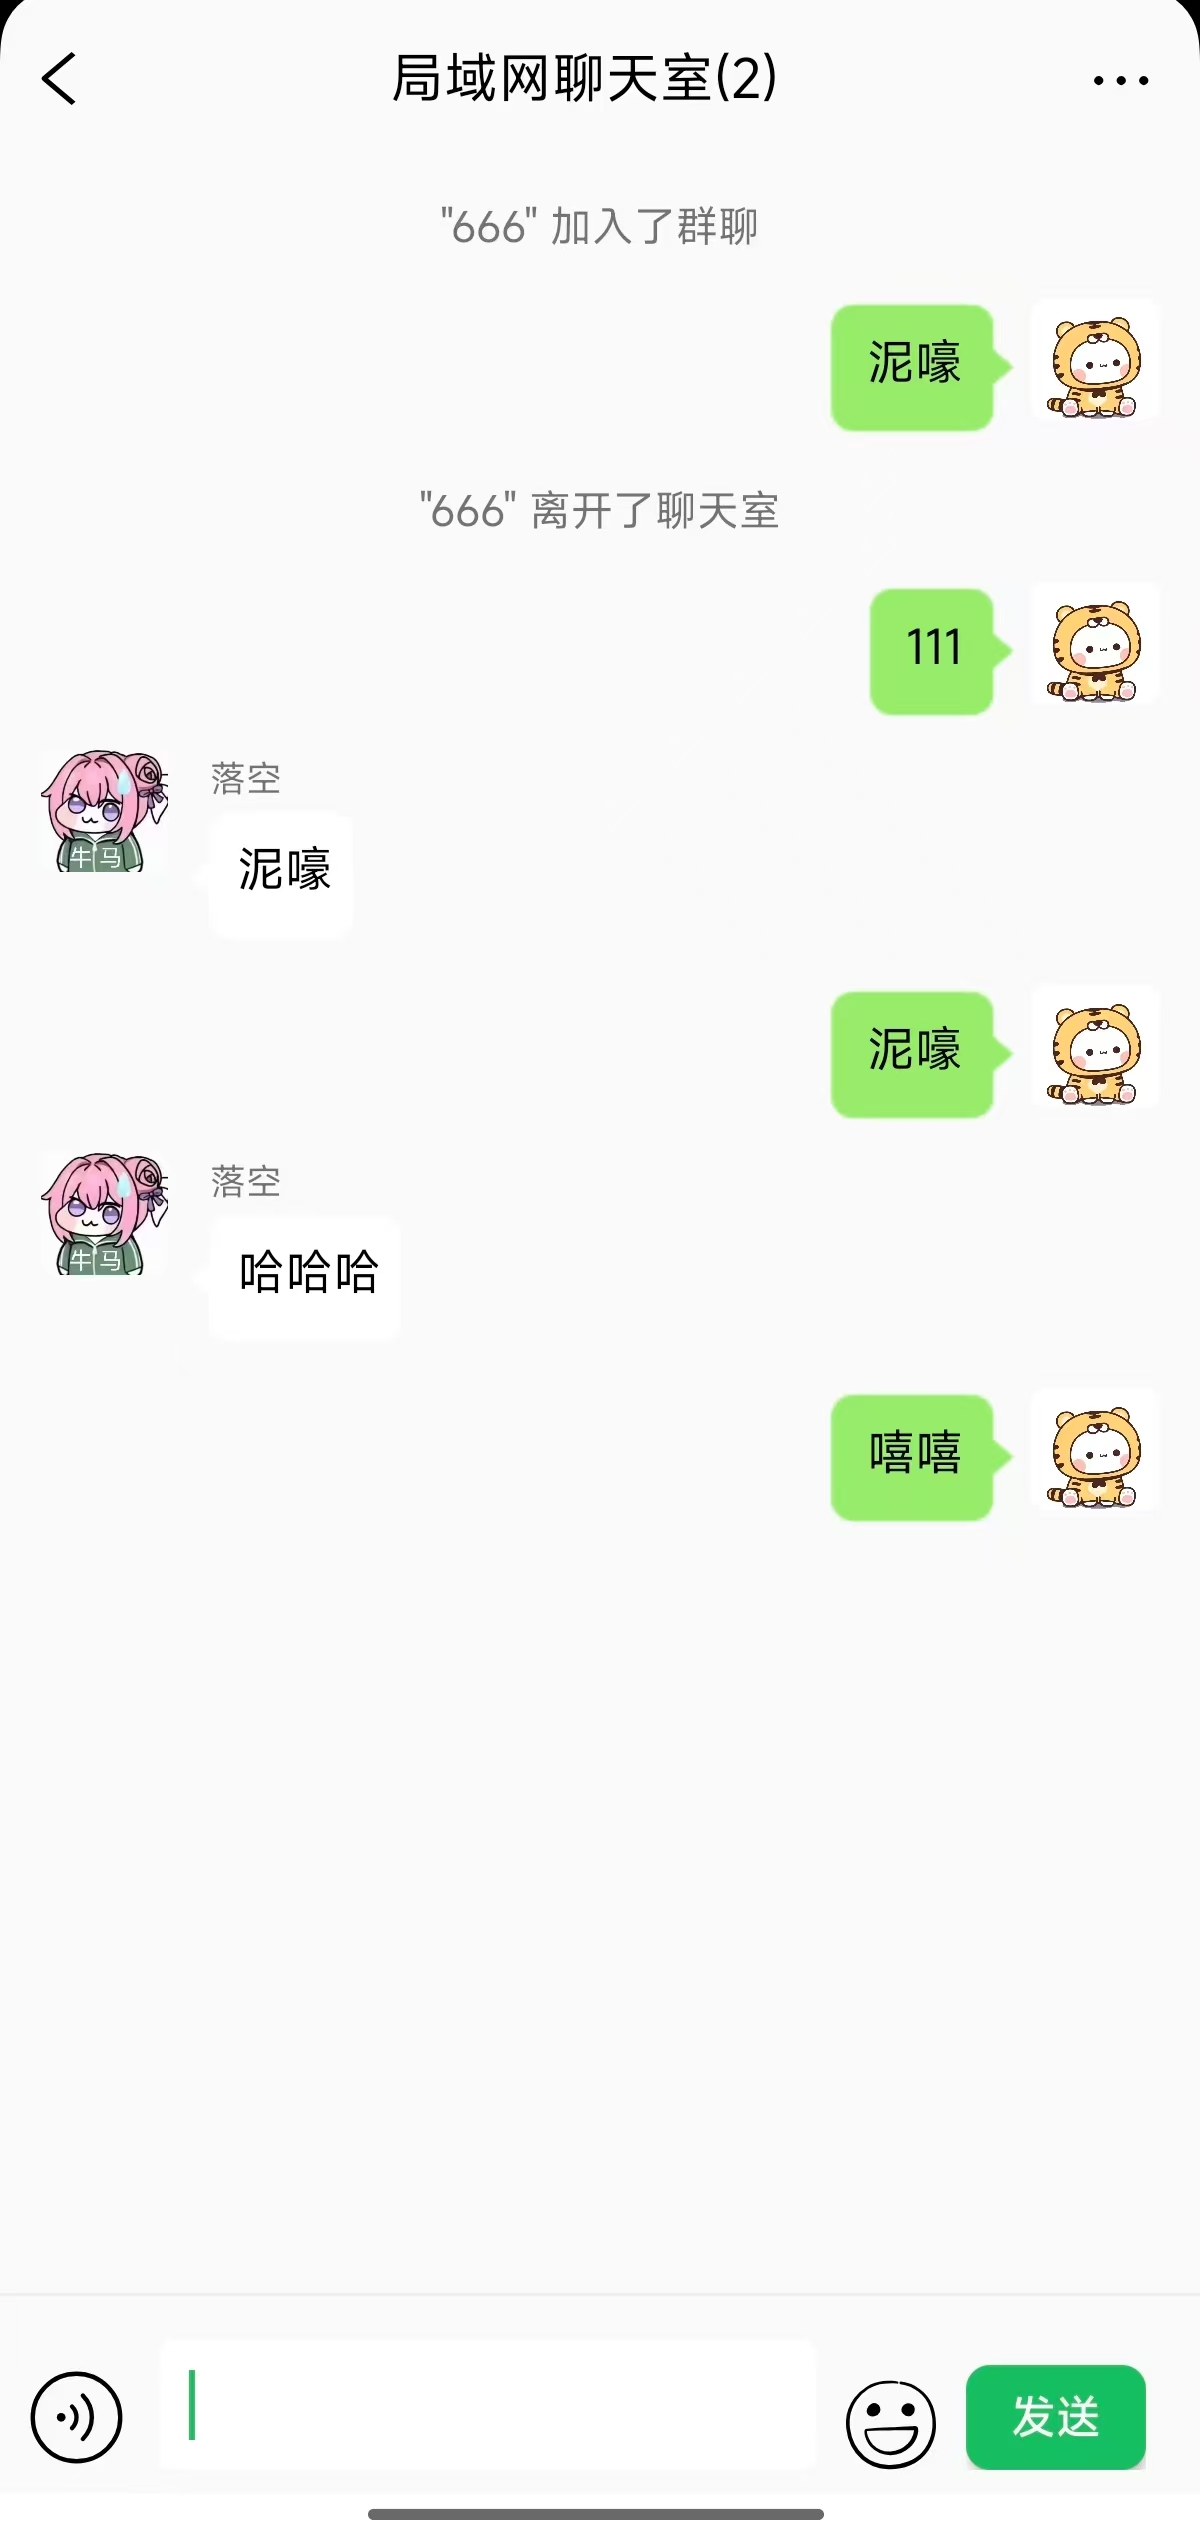 局域网聊天室(2)
"666" 加入了群聊
泥嚎
"666" 离开了聊天室
111
落空
牛马
泥嚎
泥嚎
落空
牛马
哈哈哈
嘻嘻
发送